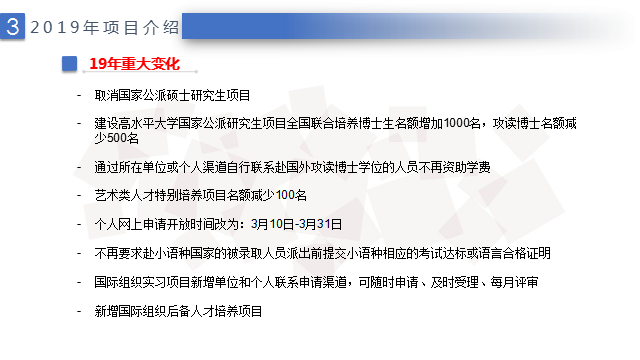 3 2019年项目介绍
19年重大变化
- 取消国家公派硕士研究生项目
- 建设高水平大学国家公派研究生项目全国联合培养博士生名额增加1000名，攻读博士名额减
少500名
- 通过所在单位或个人渠道自行联系赴国外攻读博士学位的人员不再资助学费
- 艺术类人才特别培养项目名额减少100名
- 个人网上申请开放时间改为：3月10日-3月31日
- 不再要求赴小语种国家的被录取人员派出前提交小语种相应的考试达标或语言合格证明
- 国际组织实习项目新增单位和个人联系申请渠道，可随时申请、及时受理、每月评审
- 新增国际组织后备人才培养项目